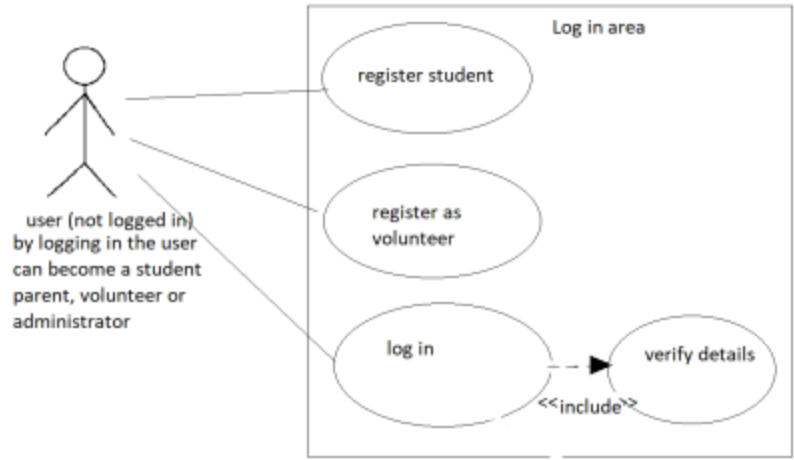 Log in area
register student
register as
volunteer
user (not logged in)
by logging in the user
can become a student
parent, volunteer or
administrator
log in
verify details
<<include>>